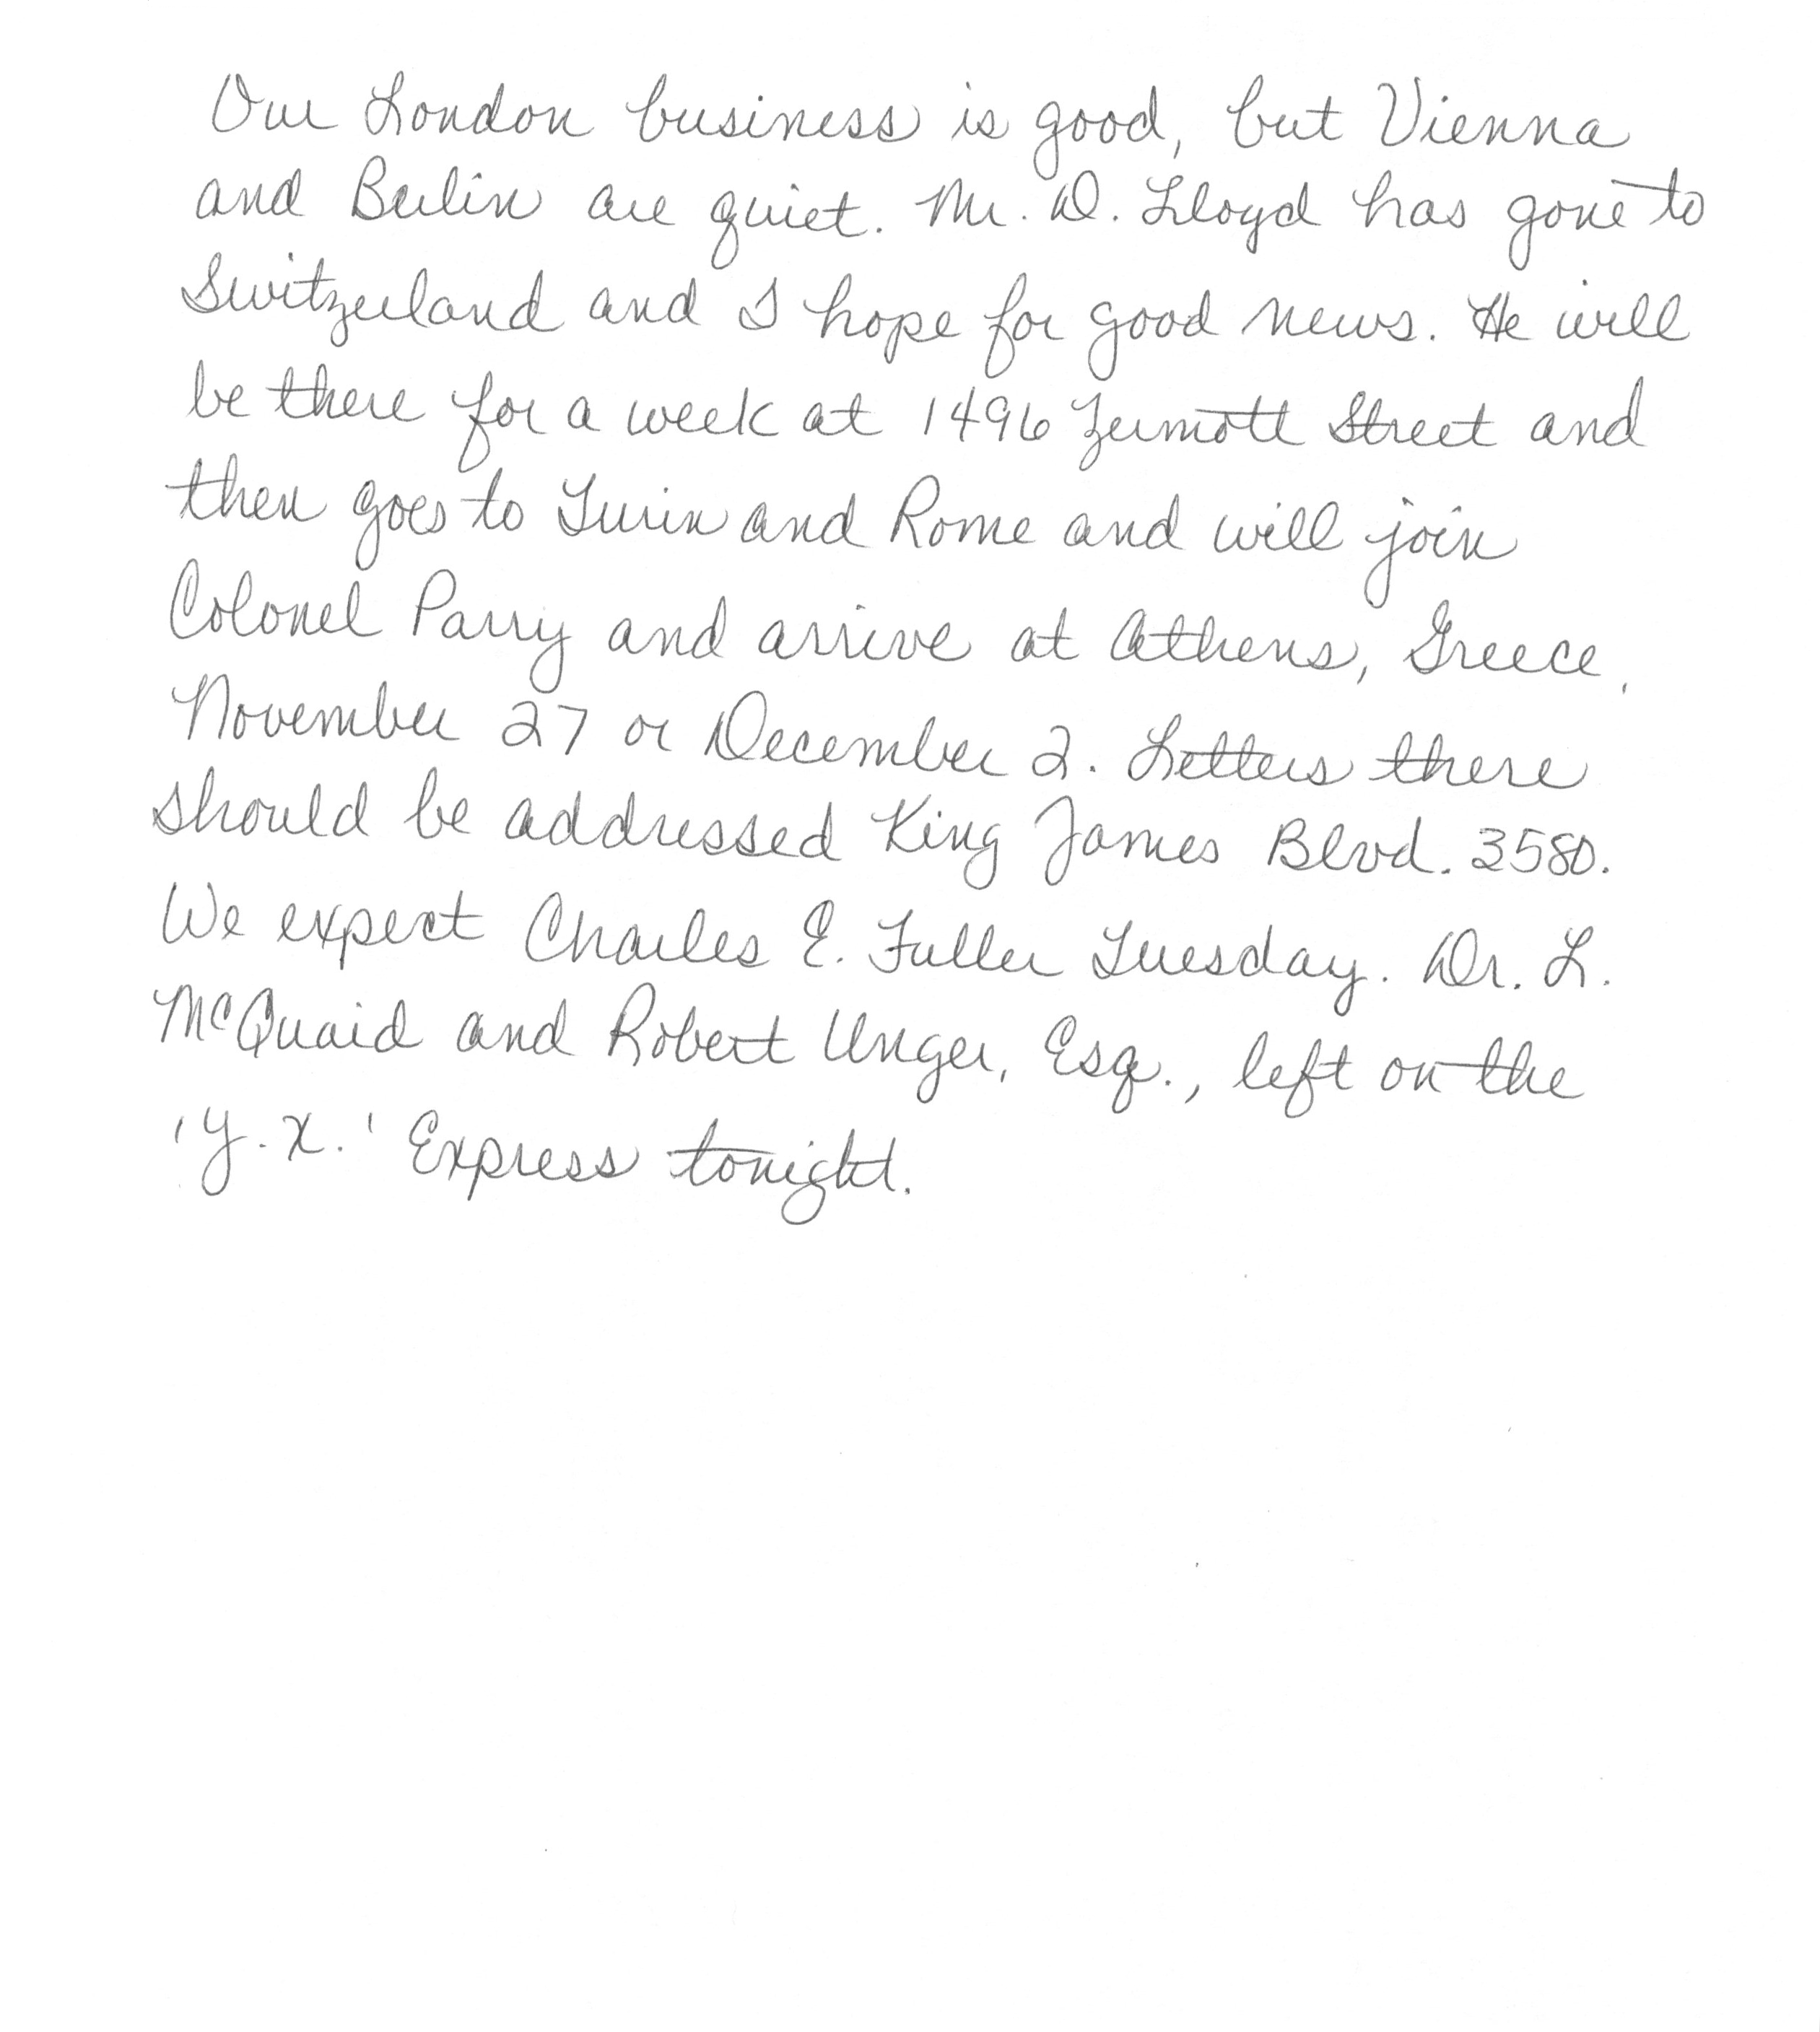 Our London business is good, but Vienna
and Berlin are quiet. Mr. D. Lloyd has gone to
Switzerland and I hope for good news. He will
be there for a week at 1496 Zermott Street and
then goes to Turin and Rome and will join
Colonel Parry and arrive at Athens, Greece,
November 27 or December 2. Letters there
should be addressed King James Blvd. 3580.
We expect Charles E. Fuller Tuesday. Dr. L.
McQuaid and Robert Unger, Esq., left on the
'Y.X.' Express tonight.